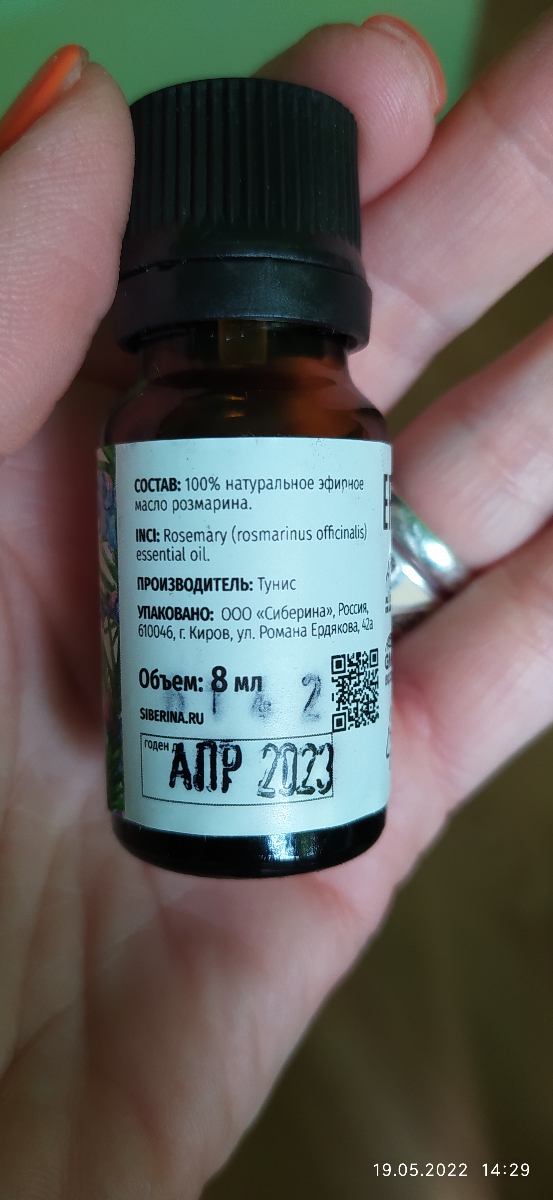 СОСТАВ: 100% натуральное эфирное
масло розмарина.
INCI: Rosemary (rosmarinus officinalis)
essential oil.
ПРОИЗВОДИТЕЛЬ: Тунис
УПАКОВАНО: ООО «Сиберина», Россия,
610046, г. Киров, ул. Романа Ердякова, 42а
Объем: 8 мл
SIBERINA.RU
годен
АПР 2023
19.05.2022 14:29